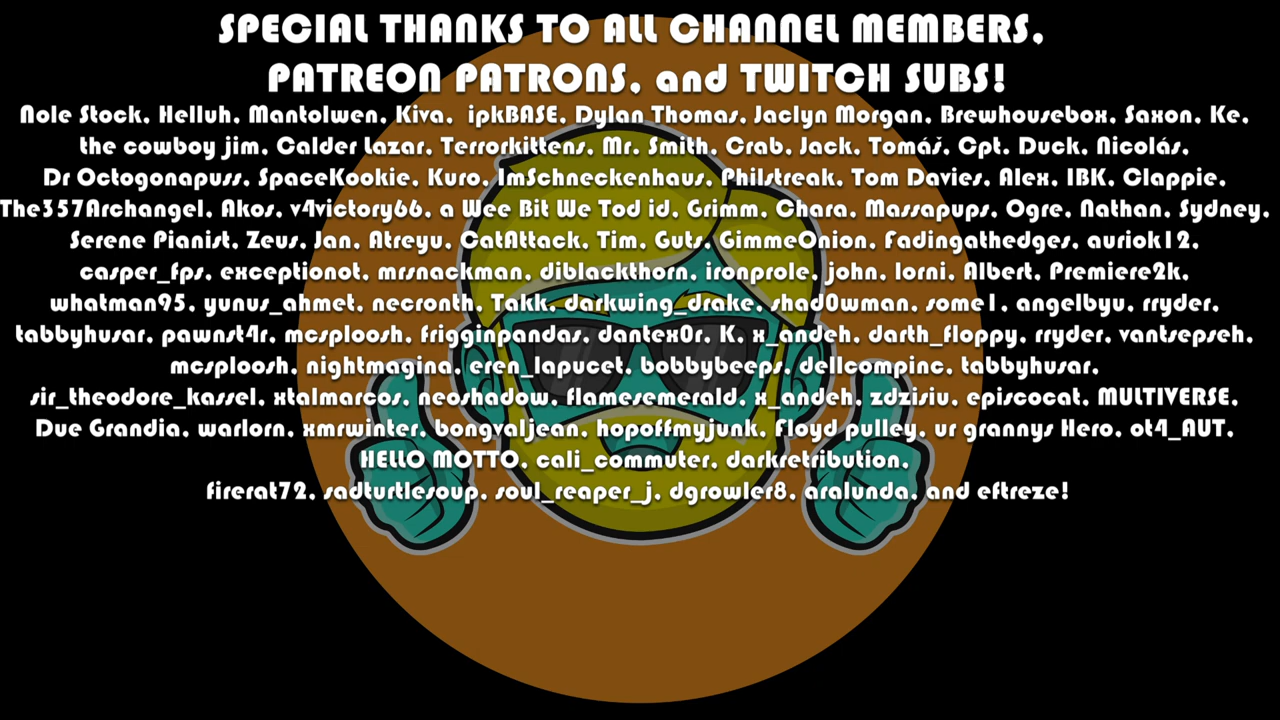 SPECIAL THANKS TO ALL CHANNEL MEMBERS,
PATREON PATRONS, and TWITCH SUBS!
Nole Stock, Helluh, Mantolwen, Kiva, ipkBASE, Dylan Thomas, Jaclyn Morgan, Brewhousebox, Saxon, Ke,
the cowboy jim, Calder Lazar, Terrorkittens, Mr. Smith, Crab, Jack, Tomáš, Cpt. Duck, Nicolás,
Dr Octogonapuss, SpaceKookie, Kuro, ImSchneckenhaus, Philstreak, Tom Davies, Alex, IBK, Clappie,
The357Archangel, Akos, v4victory66, a Wee Bit We Tod id, Grimm, Chara, Massapups, Ogre, Nathan, Sydney,
Serene Pianist, Zeus, Jan, Atreyu, CatAttack, Tim, Guts, GimmeOnion, Fadingathedges, auriok12,
casper_fps, exceptionot, mrsnackman, diblackthorn, ironprole, john, lorni, Albert, Premiere2k,
whatman95, yunus_ahmet, necronth, Takk, darkwing_drake, shad0wman, some1, angelbyu, rryder,
tabbyhusar, pawnst4r, mcsploosh, frigginpandas, dantex0r, K, x_andeh, darth_floppy, rryder, vantsepseh,
mcsploosh, nightmagina, eren_lapucet, bobbybeeps, dellcompinc, tabbyhusar,
sir_theodore_kassel, xtalmarcos, neoshadow, flamesemerald, x_andeh, zdzisiu, episcocat, MULTIVERSE,
Due Grandia, warlorn, xmrwinter, bongvaljean, hopoffmyjunk, Floyd pulley, ur grannys Hero, ot4_AUT,
HELLO MOTTO, cali_commuter, darkretribution,
firerat72, sadturtlesoup, soul_reaper_j, dgrowler8, aralunda, and eftreze!